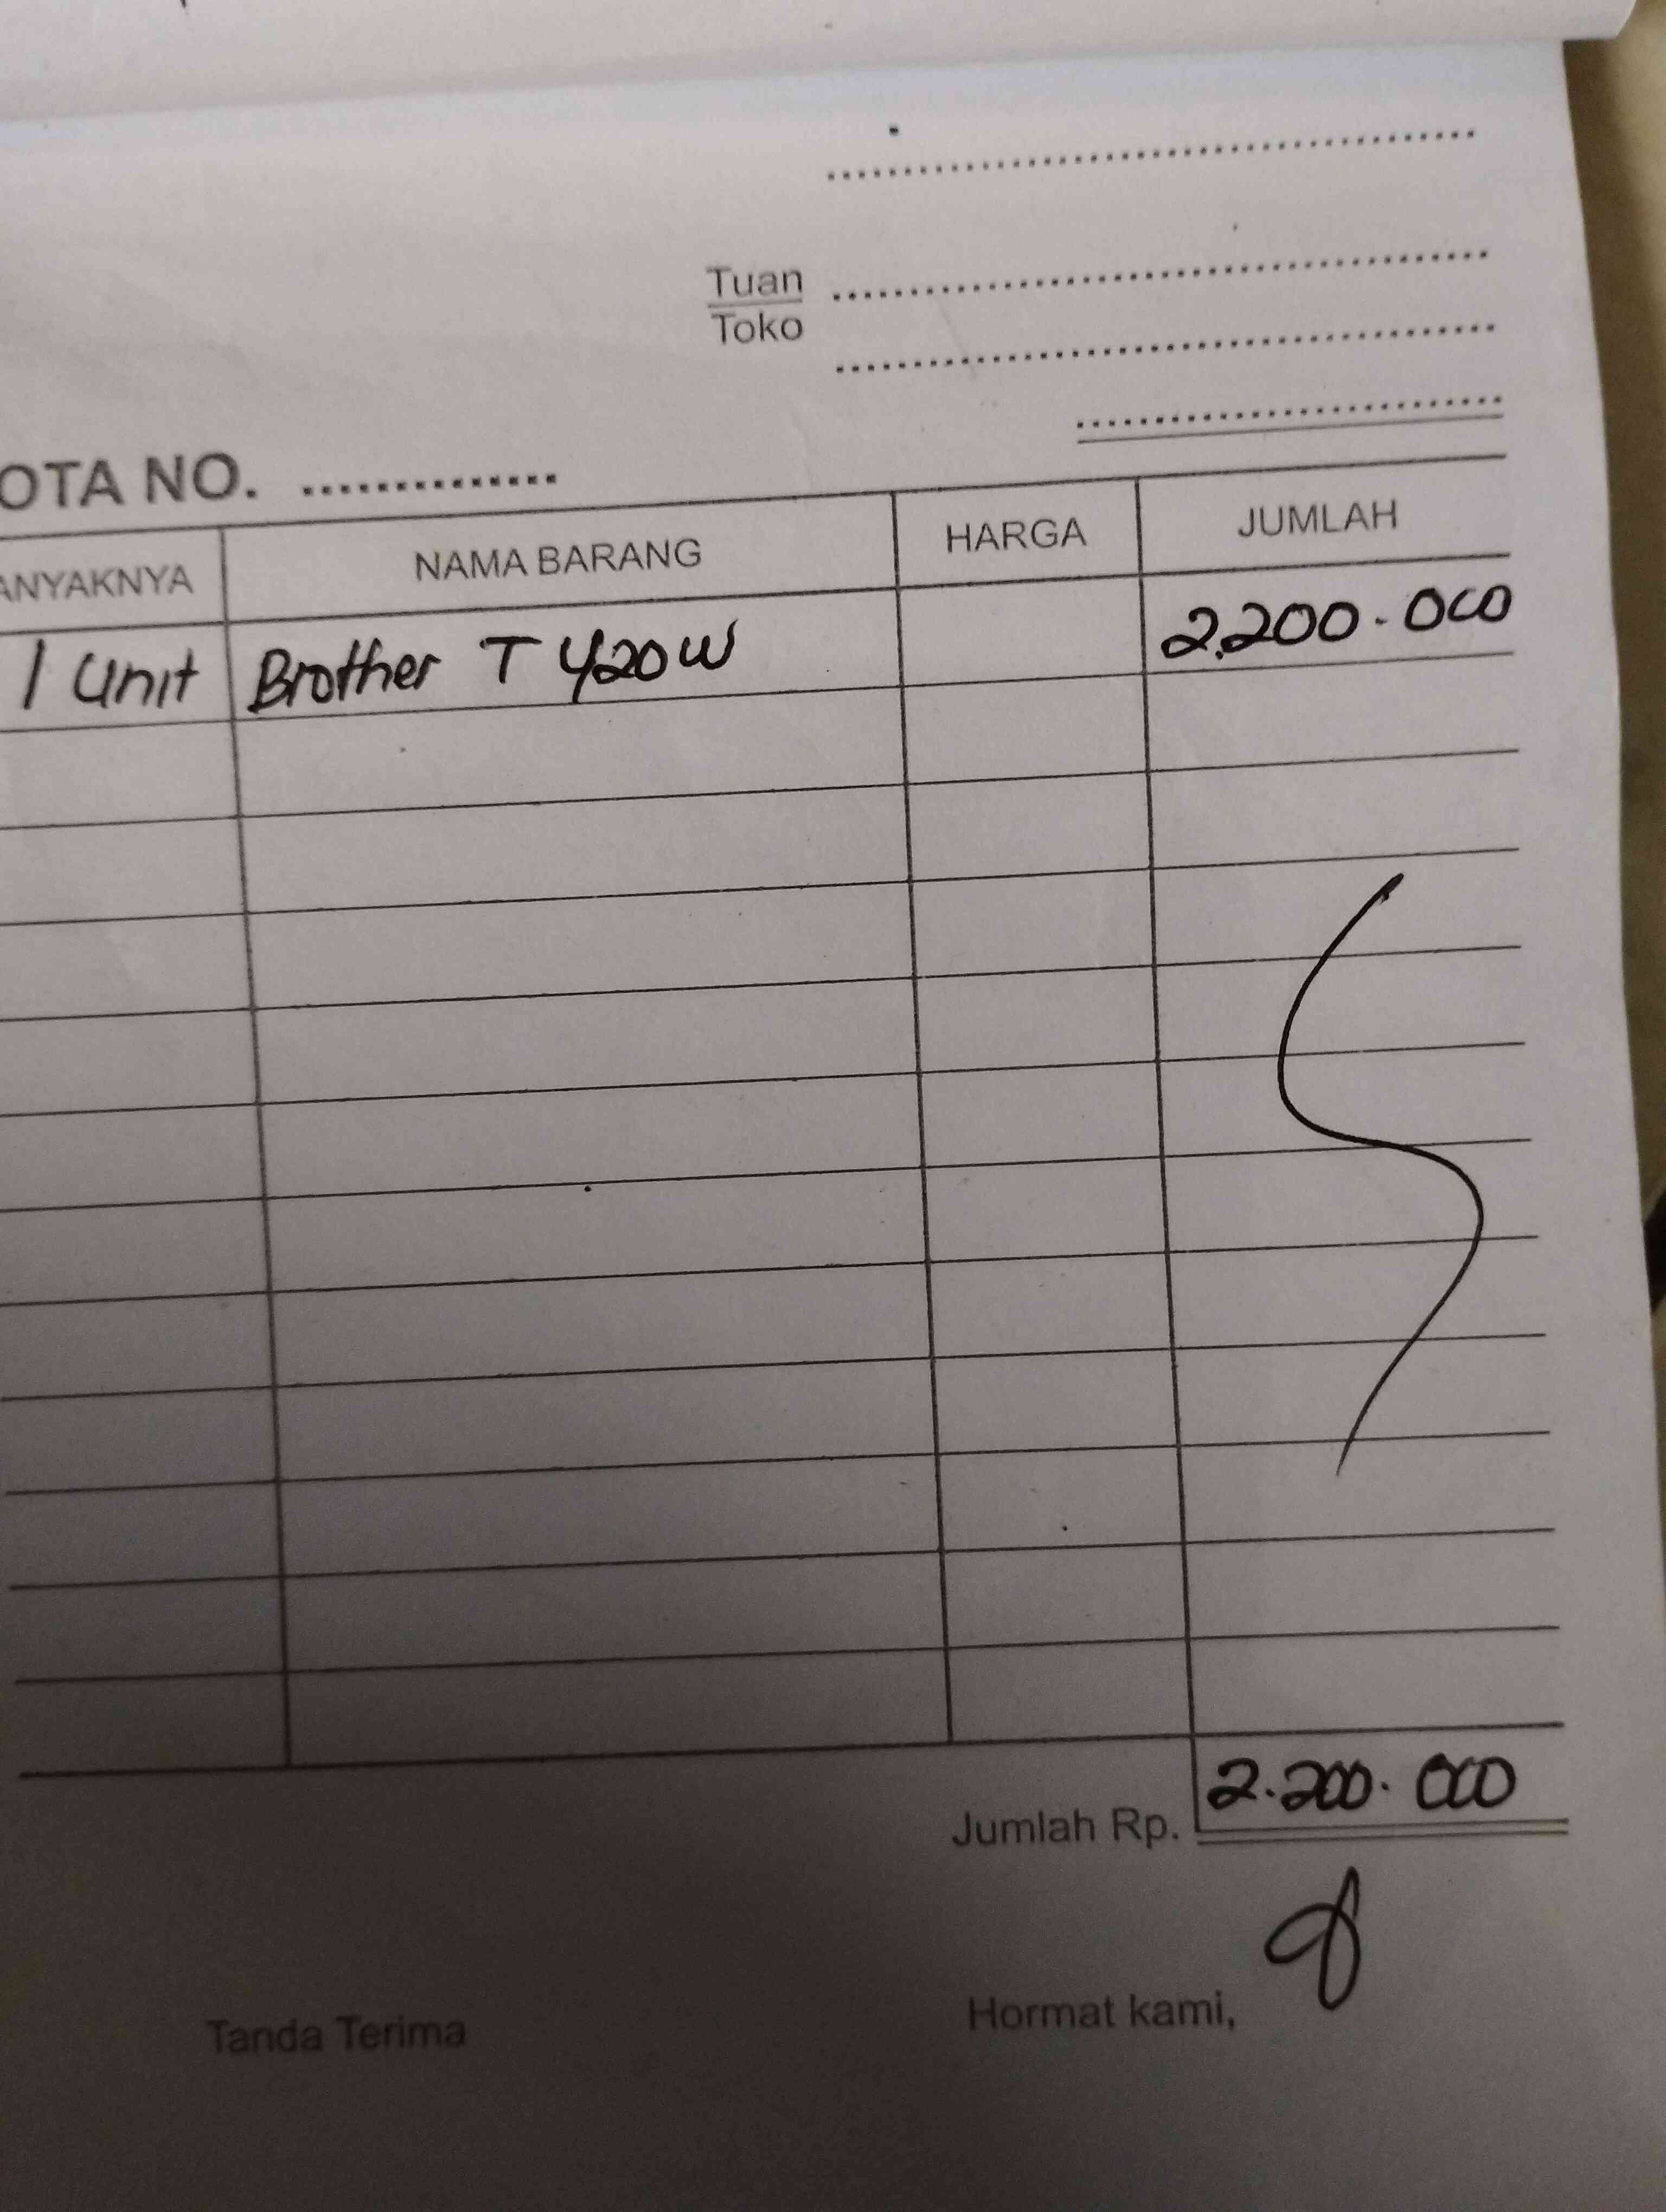 Tuan
Toko
OTA NO. ..............
ANYAKNYA NAMA BARANG HARGA JUMLAH
1 Unit Brother T 420W 2.200.000
Jumlah Rp. 2.200.000
Tanda Terima Hormat kami,